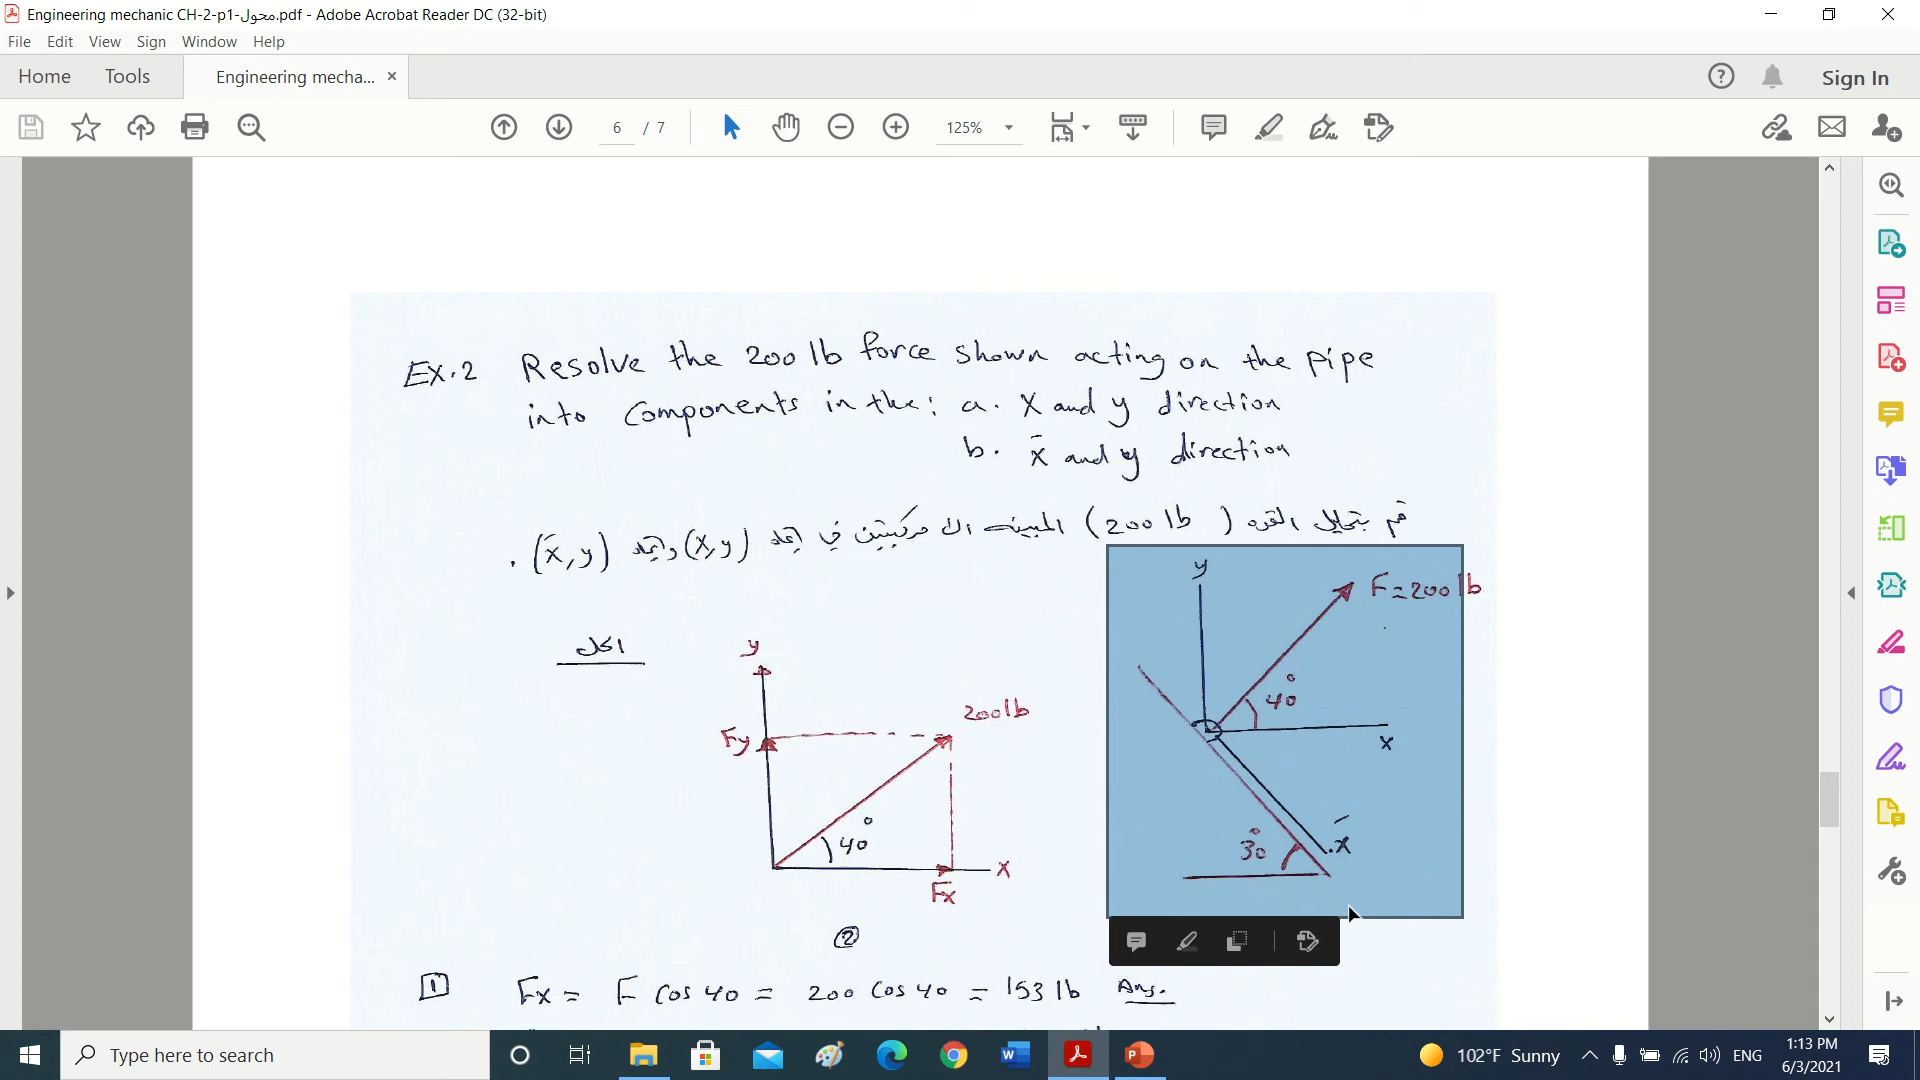 Engineering mechanic CH-2-p1-محول.pdf - Adobe Acrobat Reader DC (32-bit)
File Edit View Sign Window Help
Home Tools Engineering mecha... × Sign In
6 / 7 125%
Ex.2 Resolve the 200 lb force shown acting on the pipe
into components in the: a. X and y direction
b. x̄ and y direction
قم بتحليل القوه (200 lb) المبينه الى مركبتين في اتجاه (x,y) واتجاه (x̄,y) .
الحل
y
F=200 lb
40°
x
x̄
30°
y
200 lb
Fy
40°
x
Fx
②
1 Fx = F cos 40 = 200 cos 40 = 153 lb Ans.
Type here to search
102°F Sunny ENG 1:13 PM
6/3/2021